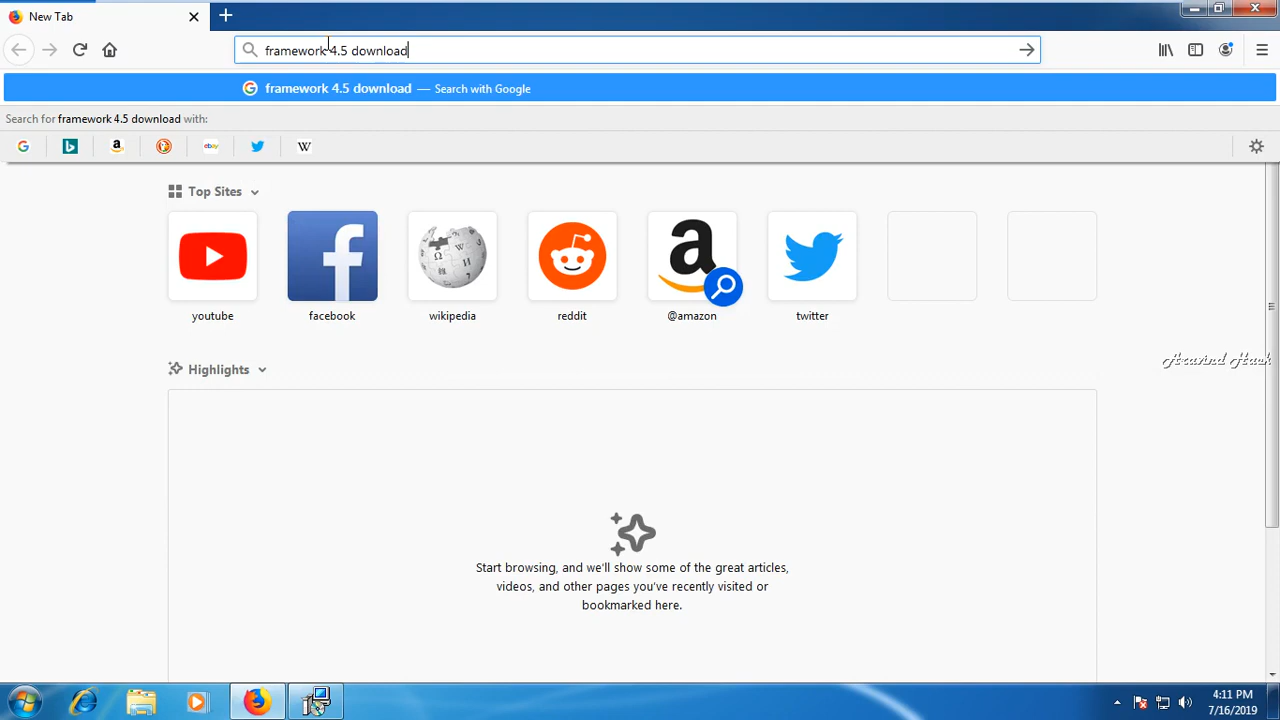 New Tab
framework 4.5 download
framework 4.5 download — Search with Google
Search for framework 4.5 download with:
ebay
W
Top Sites
youtube
facebook
wikipedia
reddit
@amazon
twitter
Highlights
Start browsing, and we'll show some of the great articles,
videos, and other pages you've recently visited or
bookmarked here.
Aravind Hack
4:11 PM
7/16/2019